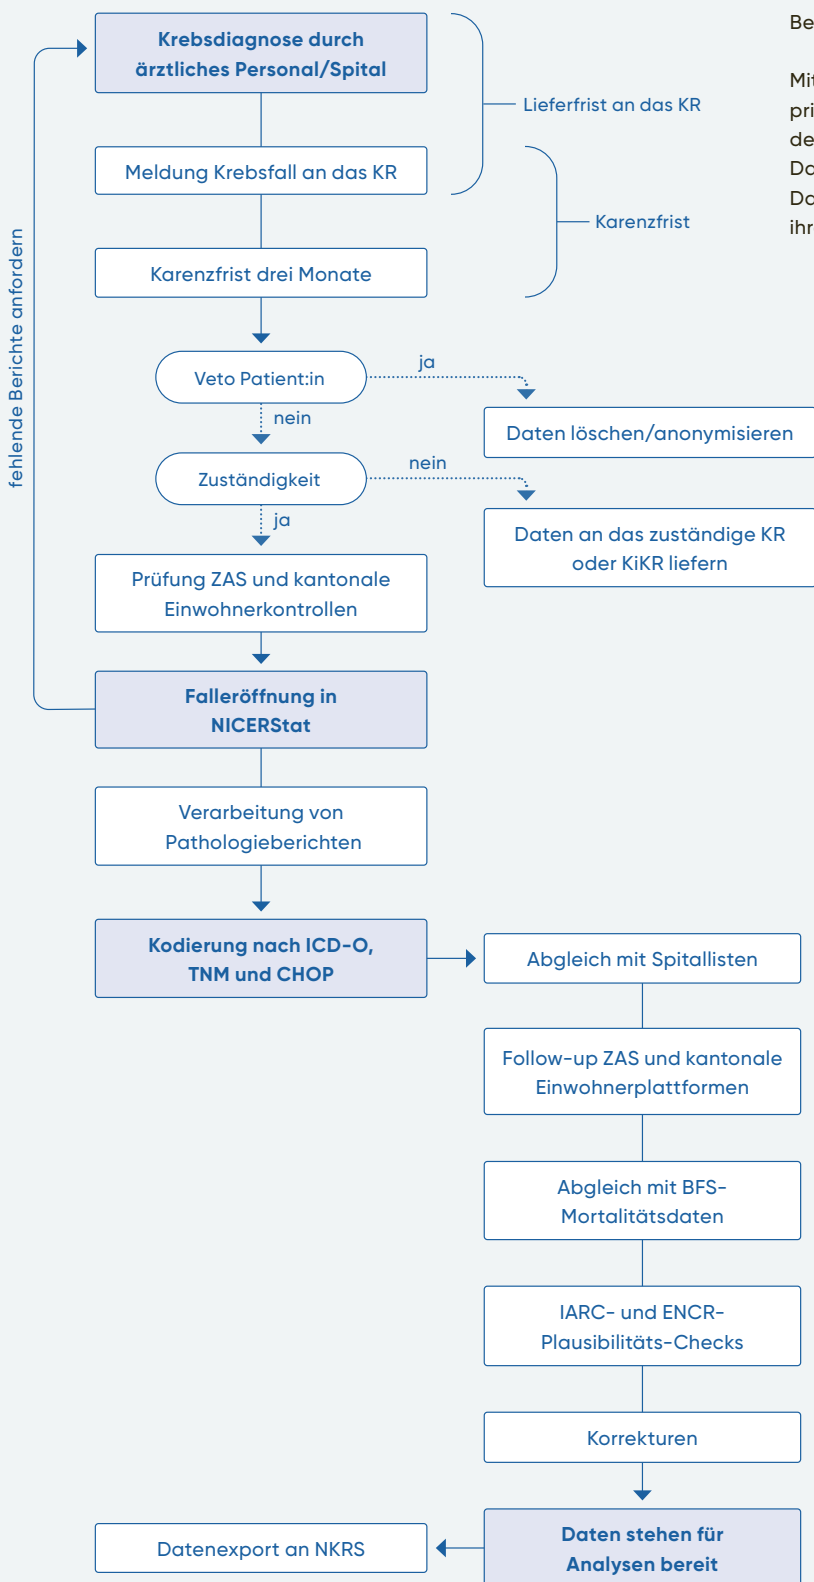 Krebsdiagnose durch
ärztliches Personal/Spital
Lieferfrist an das KR
Meldung Krebsfall an das KR
Karenzfrist
Karenzfrist drei Monate
fehlende Berichte anfordern
Veto Patient:in
ja
nein
Daten löschen/anonymisieren
Zuständigkeit
nein
ja
Daten an das zuständige KR
oder KiKR liefern
Prüfung ZAS und kantonale
Einwohnerkontrollen
Falleröffnung in
NICERStat
Verarbeitung von
Pathologieberichten
Kodierung nach ICD-O,
TNM und CHOP
Abgleich mit Spitallisten
Follow-up ZAS und kantonale
Einwohnerplattformen
Abgleich mit BFS-
Mortalitätsdaten
IARC- und ENCR-
Plausibilitäts-Checks
Korrekturen
Daten stehen für
Analysen bereit
Datenexport an NKRS